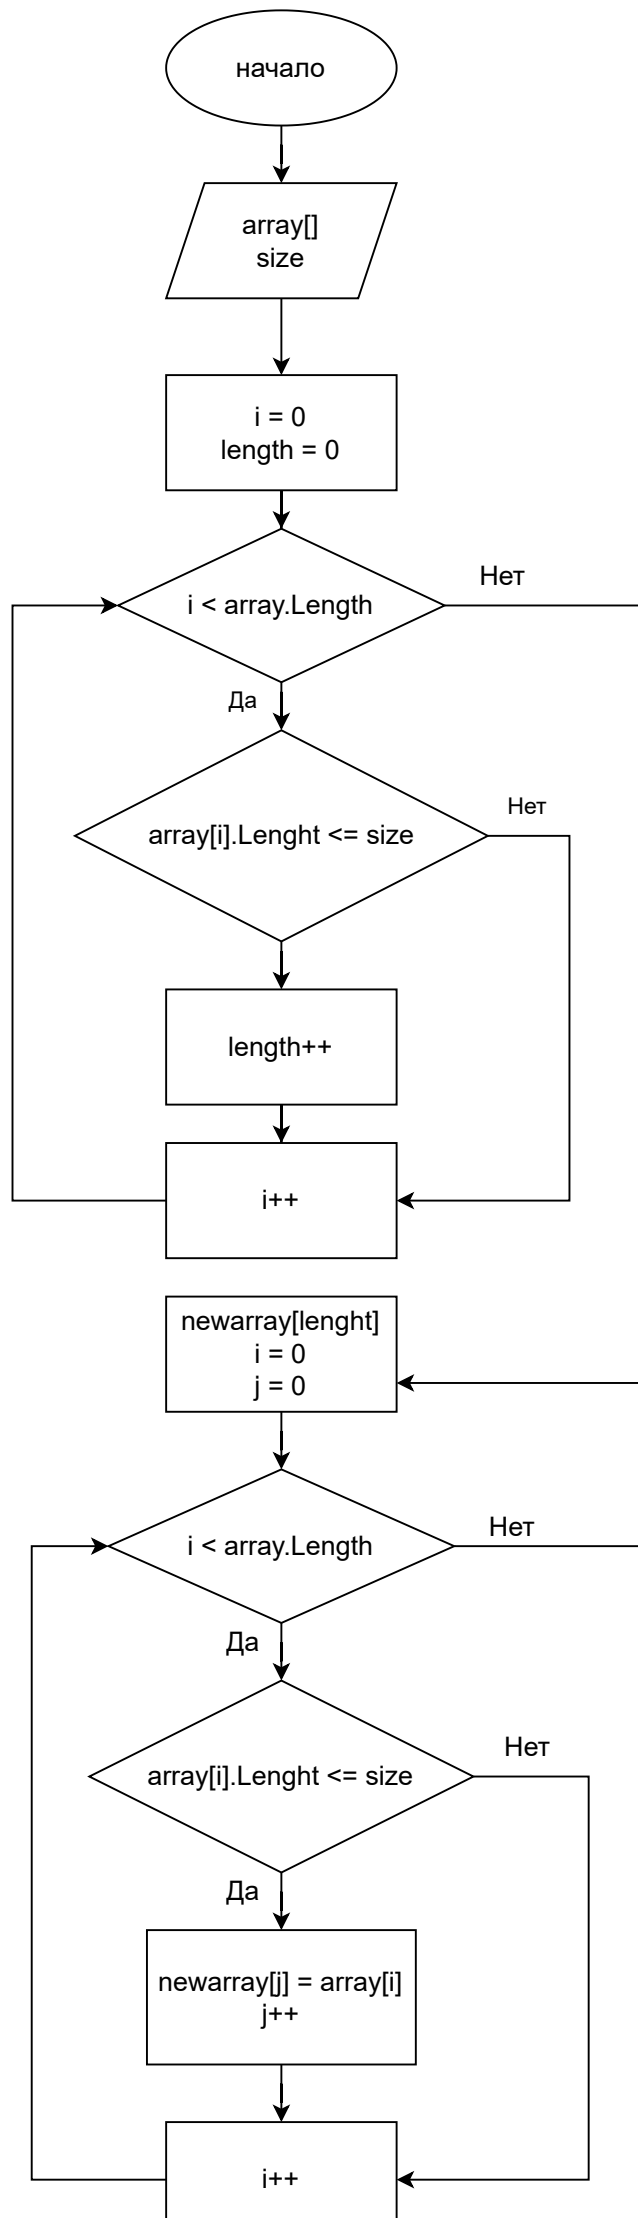 начало
array[]
size
i = 0
length = 0
i < array.Length
Нет
Да
array[i].Lenght <= size
Нет
length++
i++
newarray[lenght]
i = 0
j = 0
i < array.Length
Нет
Да
array[i].Lenght <= size
Нет
Да
newarray[j] = array[i]
j++
i++